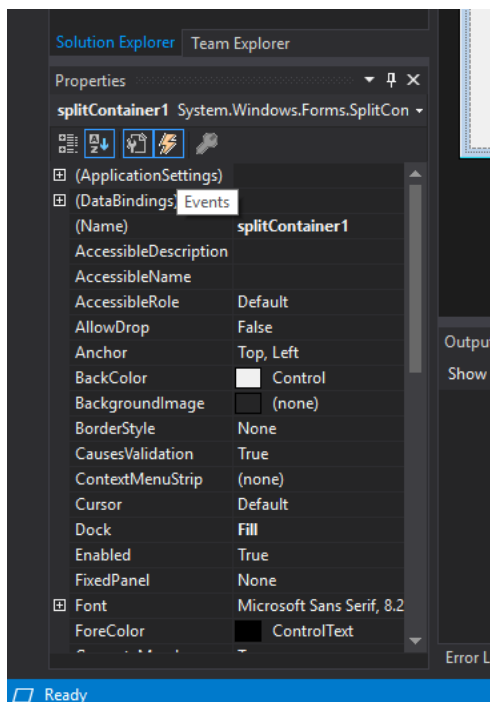 Solution Explorer Team Explorer
Properties
splitContainer1 System.Windows.Forms.SplitCon
(ApplicationSettings)
(DataBindings) Events
(Name) splitContainer1
AccessibleDescription
AccessibleName
AccessibleRole Default
AllowDrop False
Anchor Top, Left
BackColor Control
BackgroundImage (none)
BorderStyle None
CausesValidation True
ContextMenuStrip (none)
Cursor Default
Dock Fill
Enabled True
FixedPanel None
Font Microsoft Sans Serif, 8.2
ForeColor ControlText
Outpu
Show
Error L
Ready